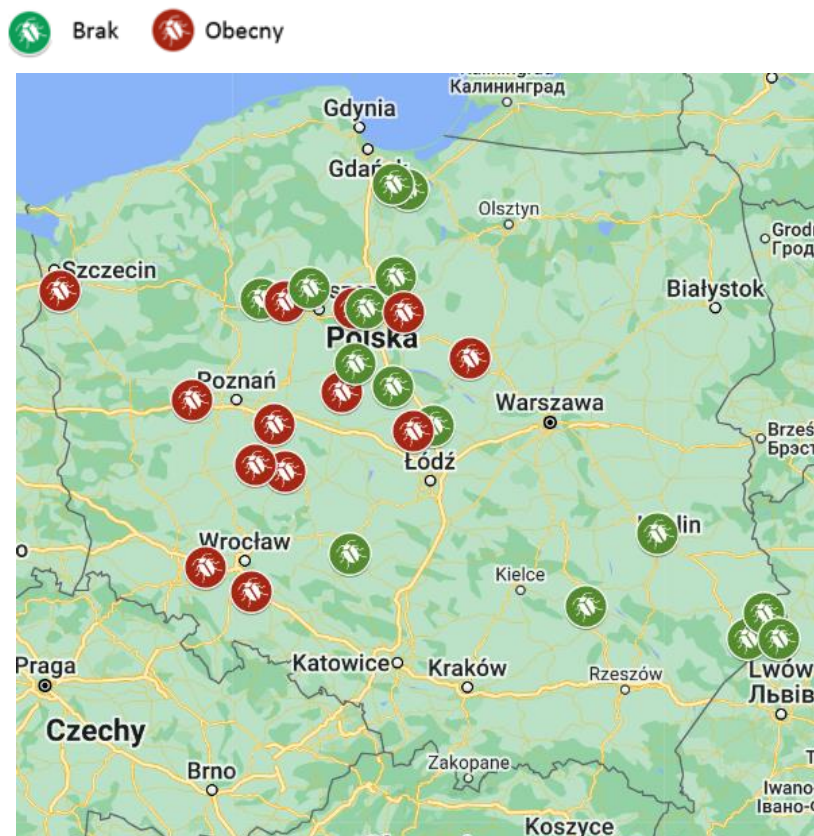 Brak Obecny
Калининград
Gdynia
Gdańsk
Olsztyn
Szczecin
Białystok
Polska
Poznań
Warszawa
Łódź
Wrocław
Kielce
Praga
Katowice
Kraków
Rzeszów
Lwów
Львів
Czechy
Brno
Zakopane
Koszyce